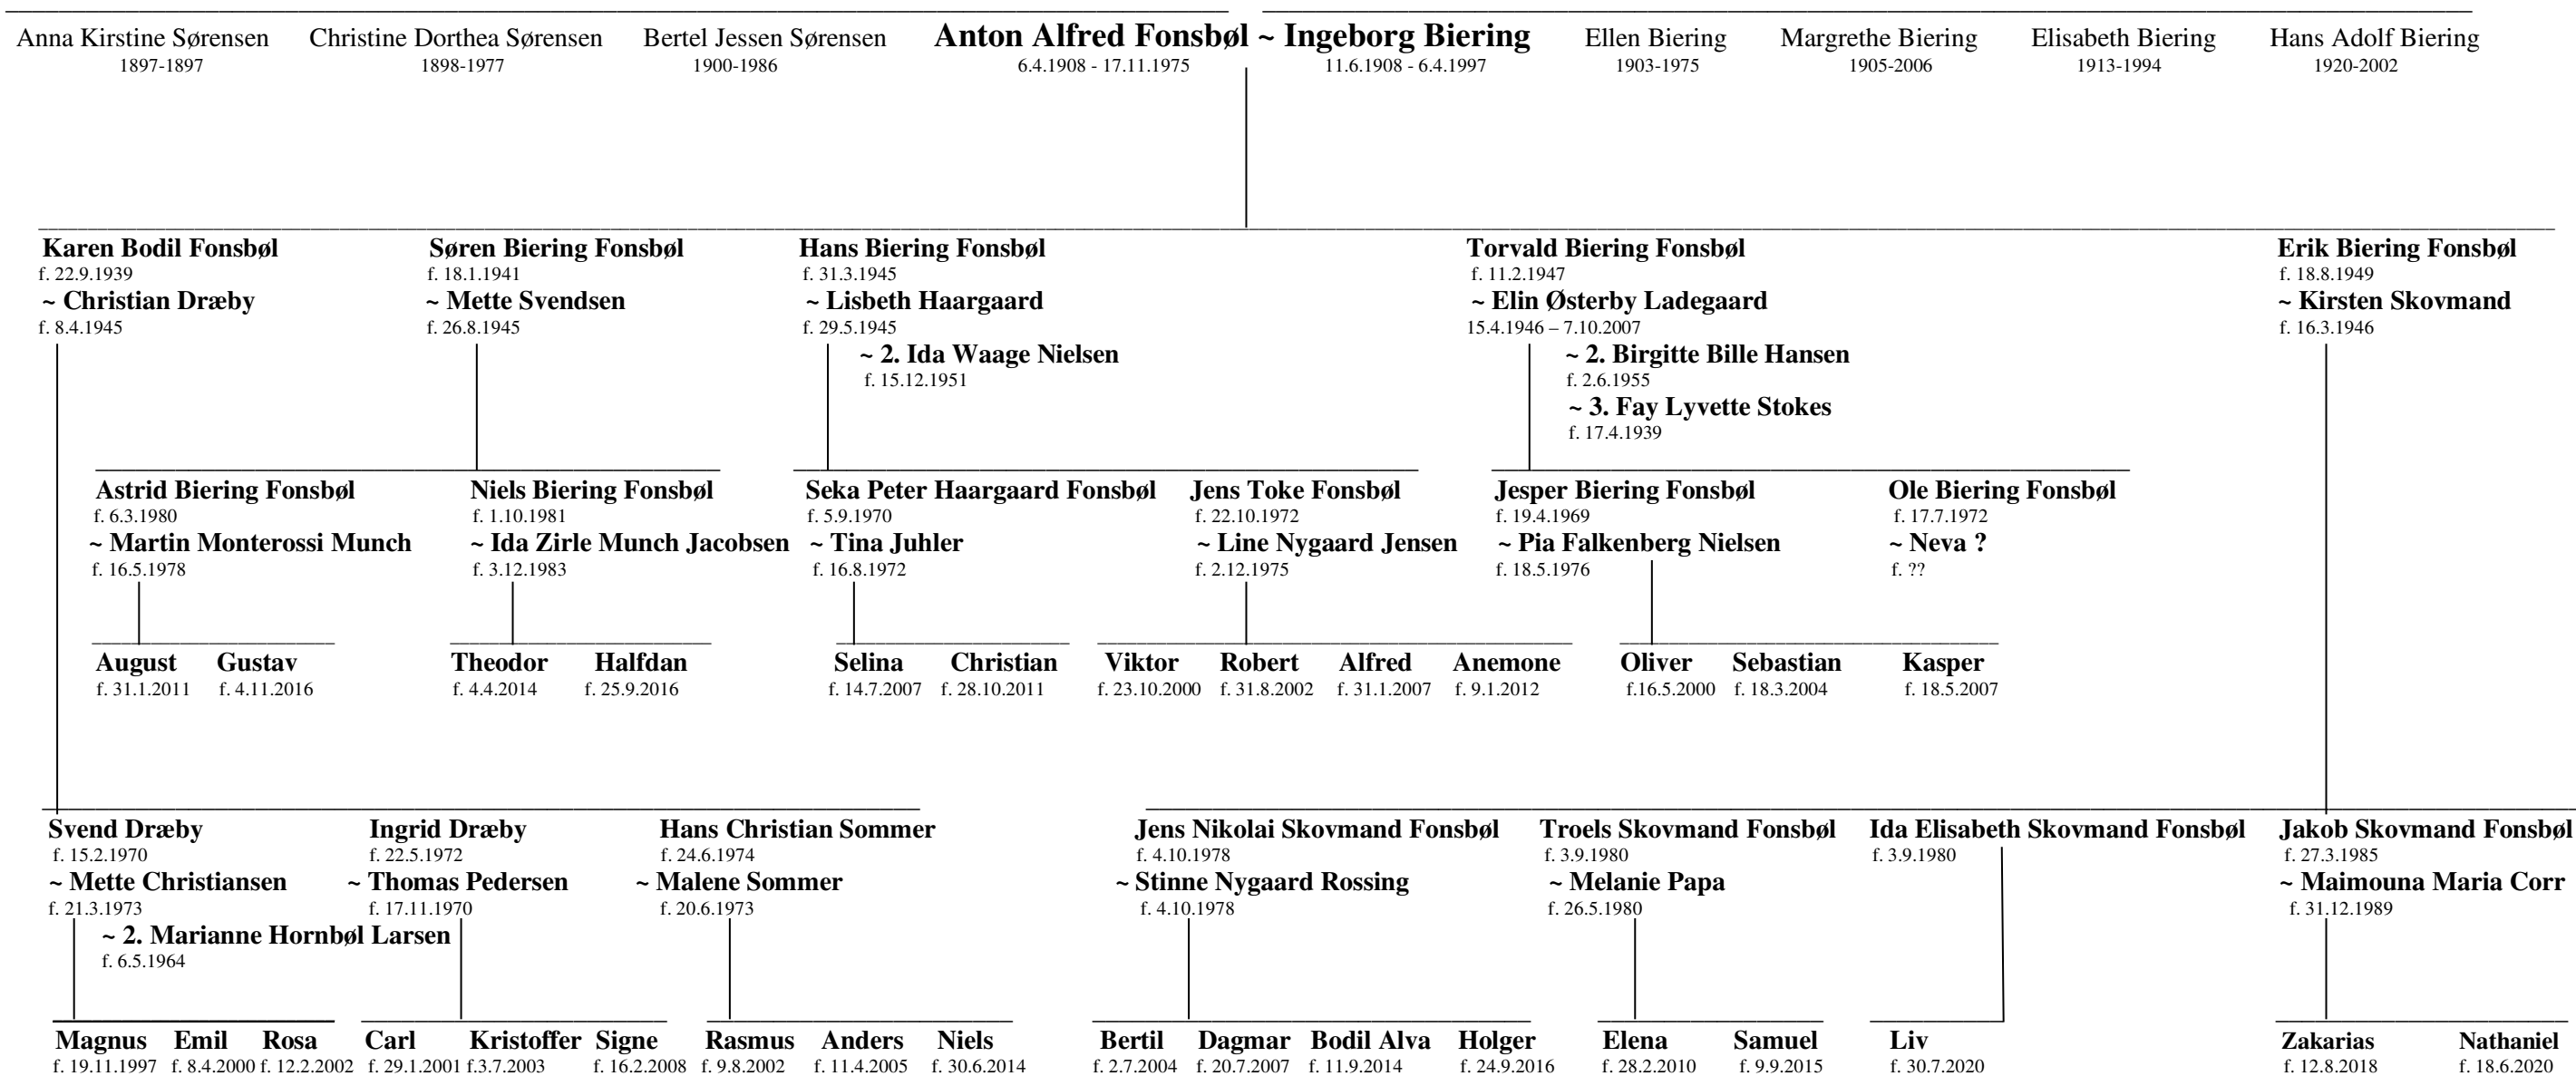 Anna Kirstine Sørensen Christine Dorthea Sørensen Bertel Jessen Sørensen Anton Alfred Fonsbøl ~ Ingeborg Biering Ellen Biering Margrethe Biering Elisabeth Biering Hans Adolf Biering
1897-1897 1898-1977 1900-1986 6.4.1908 - 17.11.1975 11.6.1908 - 6.4.1997 1903-1975 1905-2006 1913-1994 1920-2002
Karen Bodil Fonsbøl Søren Biering Fonsbøl Hans Biering Fonsbøl Torvald Biering Fonsbøl Erik Biering Fonsbøl
f. 22.9.1939 f. 18.1.1941 f. 31.3.1945 f. 11.2.1947 f. 18.8.1949
~ Christian Dræby ~ Mette Svendsen ~ Lisbeth Haargaard ~ Elin Østerby Ladegaard ~ Kirsten Skovmand
f. 8.4.1945 f. 26.8.1945 f. 29.5.1945 15.4.1946 – 7.10.2007 f. 16.3.1946
~ 2. Ida Waage Nielsen ~ 2. Birgitte Bille Hansen
f. 15.12.1951 f. 2.6.1955
~ 3. Fay Lyvette Stokes
f. 17.4.1939
Astrid Biering Fonsbøl Niels Biering Fonsbøl Seka Peter Haargaard Fonsbøl Jens Toke Fonsbøl Jesper Biering Fonsbøl Ole Biering Fonsbøl
f. 6.3.1980 f. 1.10.1981 f. 5.9.1970 f. 22.10.1972 f. 19.4.1969 f. 17.7.1972
~ Martin Monterossi Munch ~ Ida Zirle Munch Jacobsen ~ Tina Juhler ~ Line Nygaard Jensen ~ Pia Falkenberg Nielsen ~ Neva ?
f. 16.5.1978 f. 3.12.1983 f. 16.8.1972 f. 2.12.1975 f. 18.5.1976 f. ??
August Gustav Theodor Halfdan Selina Christian Viktor Robert Alfred Anemone Oliver Sebastian Kasper
f. 31.1.2011 f. 4.11.2016 f. 4.4.2014 f. 25.9.2016 f. 14.7.2007 f. 28.10.2011 f. 23.10.2000 f. 31.8.2002 f. 31.1.2007 f. 9.1.2012 f.16.5.2000 f. 18.3.2004 f. 18.5.2007
Svend Dræby Ingrid Dræby Hans Christian Sommer Jens Nikolai Skovmand Fonsbøl Troels Skovmand Fonsbøl Ida Elisabeth Skovmand Fonsbøl Jakob Skovmand Fonsbøl
f. 15.2.1970 f. 22.5.1972 f. 24.6.1974 f. 4.10.1978 f. 3.9.1980 f. 3.9.1980 f. 27.3.1985
~ Mette Christiansen ~ Thomas Pedersen ~ Malene Sommer ~ Stinne Nygaard Rossing ~ Melanie Papa ~ Maimouna Maria Corr
f. 21.3.1973 f. 17.11.1970 f. 20.6.1973 f. 4.10.1978 f. 26.5.1980 f. 31.12.1989
~ 2. Marianne Hornbøl Larsen
f. 6.5.1964
Magnus Emil Rosa Carl Kristoffer Signe Rasmus Anders Niels Bertil Dagmar Bodil Alva Holger Elena Samuel Liv Zakarias Nathaniel
f. 19.11.1997 f. 8.4.2000 f. 12.2.2002 f. 29.1.2001 f.3.7.2003 f. 16.2.2008 f. 9.8.2002 f. 11.4.2005 f. 30.6.2014 f. 2.7.2004 f. 20.7.2007 f. 11.9.2014 f. 24.9.2016 f. 28.2.2010 f. 9.9.2015 f. 30.7.2020 f. 12.8.2018 f. 18.6.2020